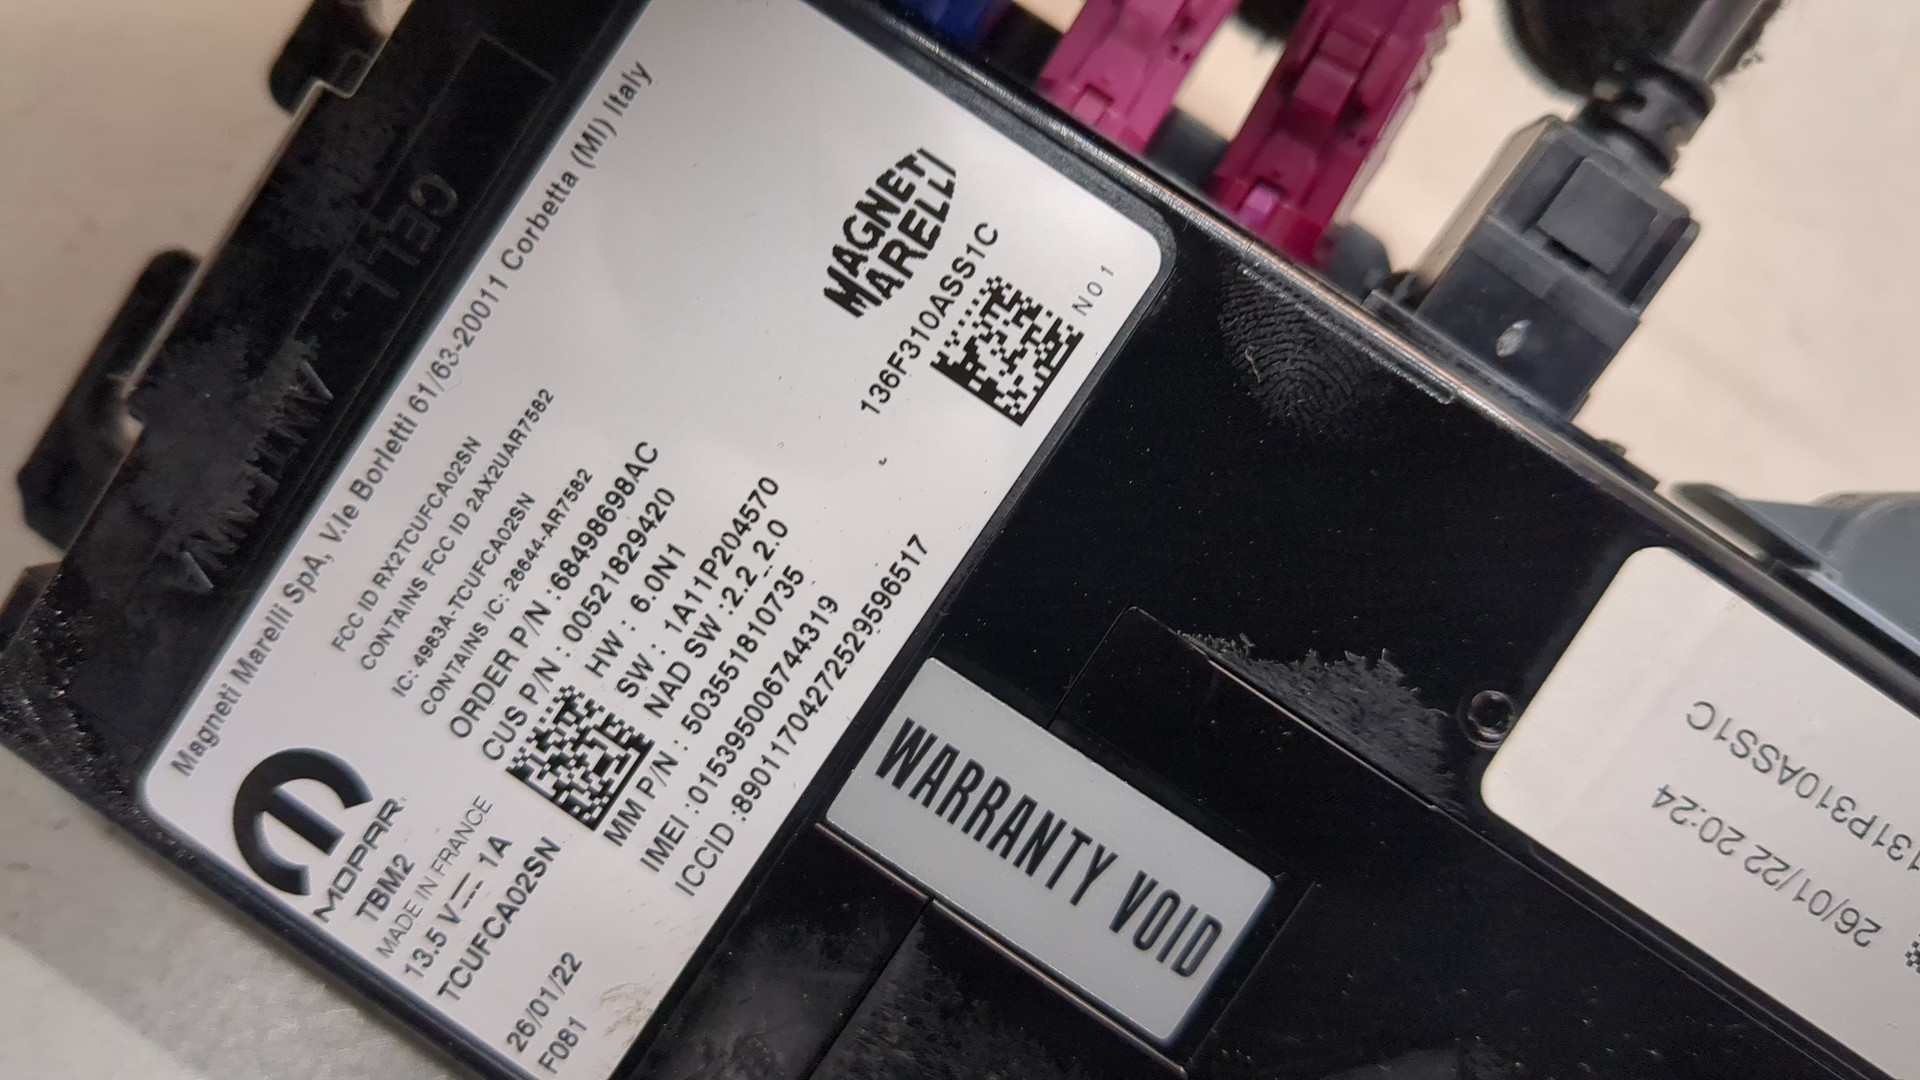 CELL.
ANTENNA
Magneti Marelli SpA, V.le Borletti 61/63-20011 Corbetta (MI) Italy
MAGNETI
MARELLI
136F310ASS1C
N01
FCC ID RX2TCUFCA02SN
CONTAINS FCC ID 2AX2UAR7582
IC: 4983A-TCUFCA02SN
CONTAINS IC: 26644-AR7582
ORDER P/N :68498698AC
CUS P/N : 00521829420
HW : 6.0N1
SW : 1A11P204570
NAD SW :2.2_2.0
MM P/N : 503551810735
IMEI :015395006744319
ICCID :89011704272529596517
MOPAR
TBM2
MADE IN FRANCE
13.5 V 1A
TCUFCA02SN
26/01/22
F081
WARRANTY VOID
26/01/22 20:24
131P310ASS1C